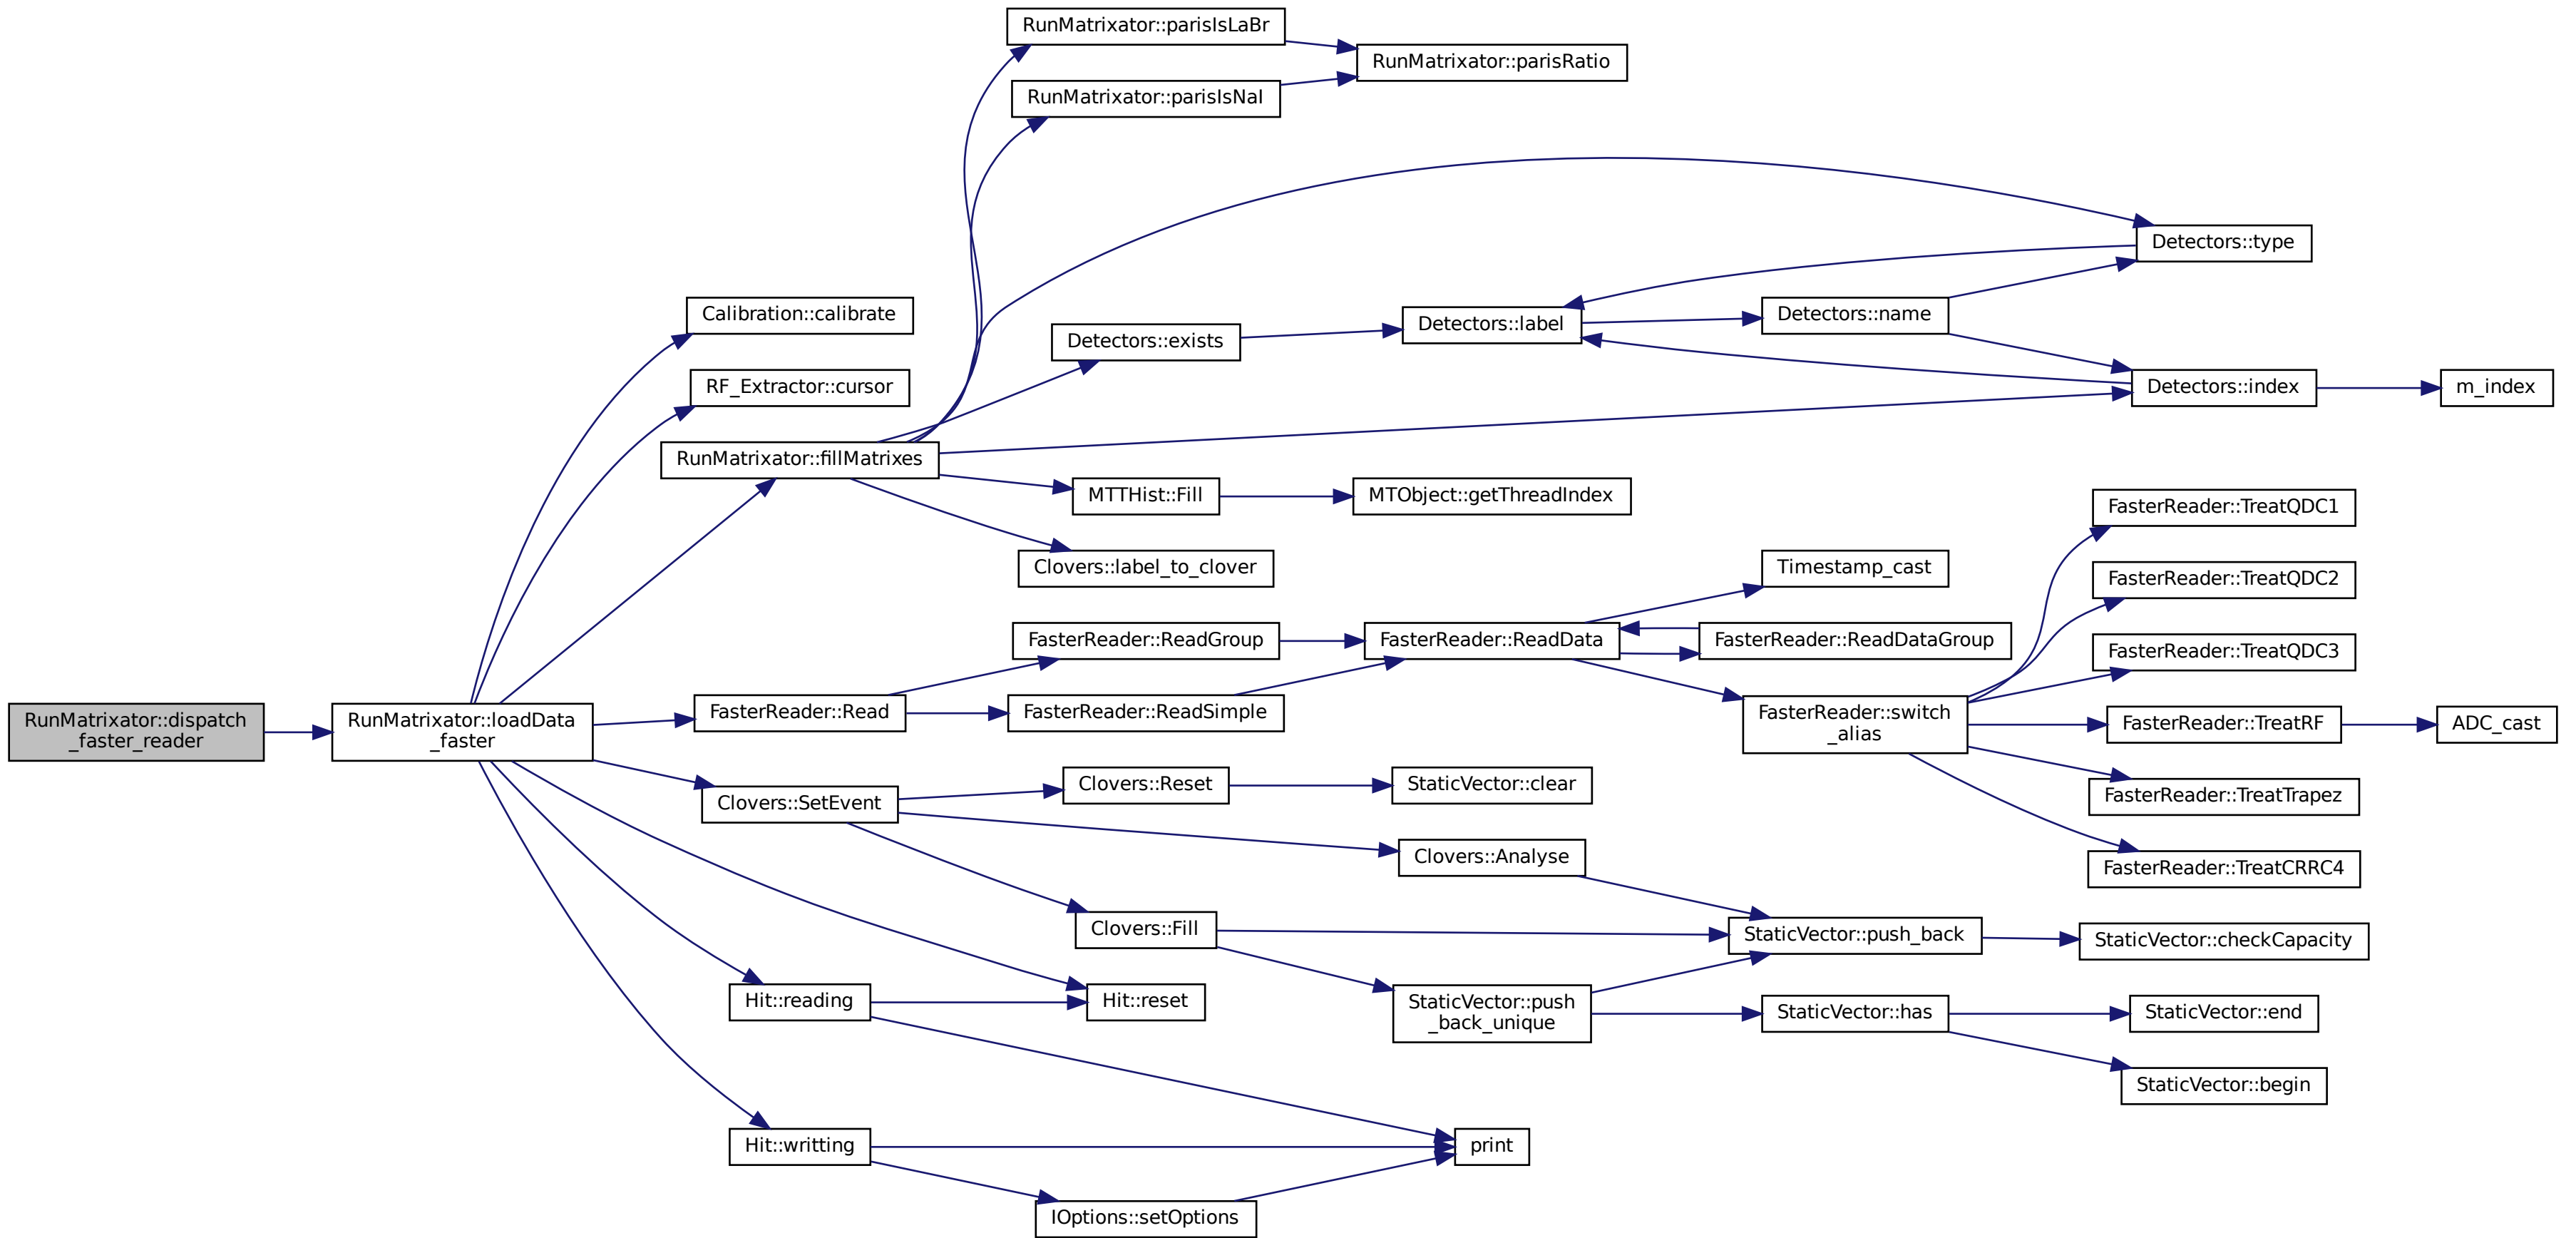 RunMatrixator::parisIsLaBr
RunMatrixator::parisRatio
RunMatrixator::parisIsNaI
Detectors::type
Calibration::calibrate
Detectors::name
Detectors::label
Detectors::exists
RF_Extractor::cursor
Detectors::index
m_index
RunMatrixator::fillMatrixes
MTTHist::Fill
MTObject::getThreadIndex
FasterReader::TreatQDC1
Clovers::label_to_clover
Timestamp_cast
FasterReader::TreatQDC2
FasterReader::ReadGroup
FasterReader::ReadData
FasterReader::ReadDataGroup
FasterReader::TreatQDC3
RunMatrixator::dispatch
_faster_reader
RunMatrixator::loadData
_faster
FasterReader::Read
FasterReader::ReadSimple
FasterReader::switch
_alias
FasterReader::TreatRF
ADC_cast
Clovers::SetEvent
Clovers::Reset
StaticVector::clear
FasterReader::TreatTrapez
Clovers::Analyse
FasterReader::TreatCRRC4
Clovers::Fill
StaticVector::push_back
StaticVector::checkCapacity
Hit::reading
Hit::reset
StaticVector::push
_back_unique
StaticVector::has
StaticVector::end
StaticVector::begin
Hit::writting
print
IOptions::setOptions